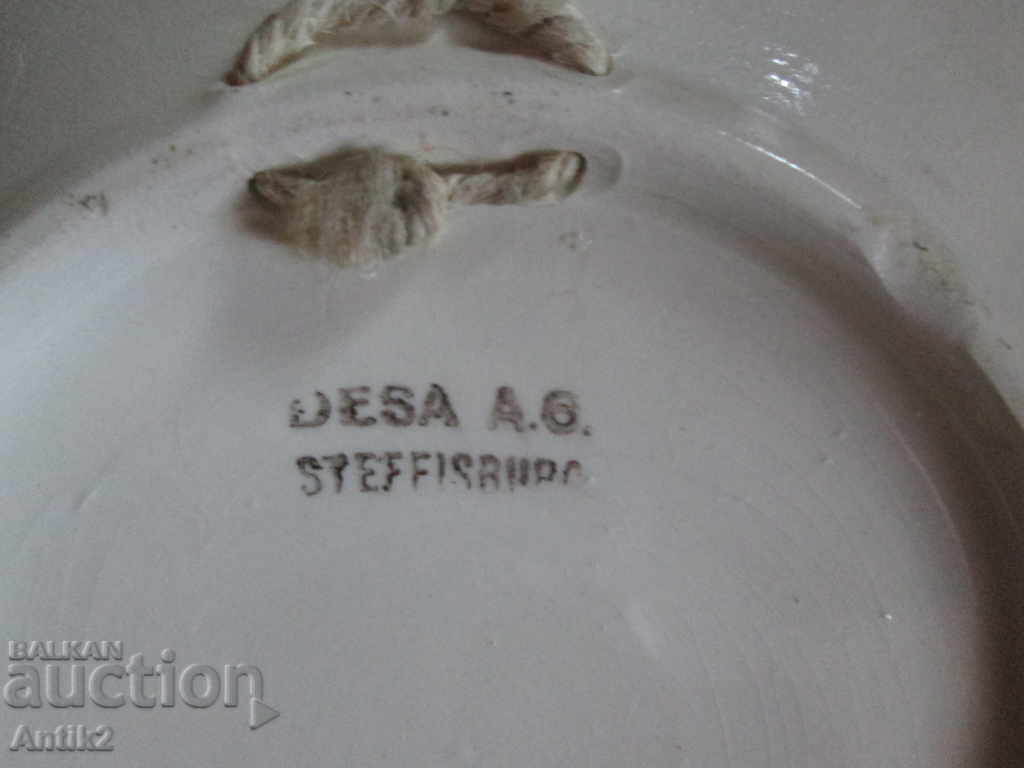 DESA A.G.
STEFFISBURG
BALKAN
auction
Antik2